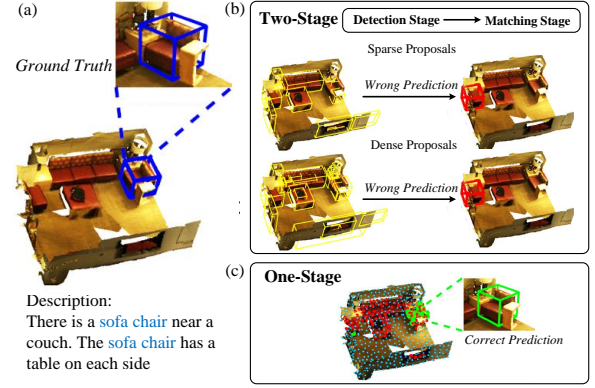 (a)
Ground Truth
Description:
There is a sofa chair near a
couch. The sofa chair has a
table on each side
(b)
Two-Stage
Detection Stage
Matching Stage
Sparse Proposals
Wrong Prediction
Dense Proposals
Wrong Prediction
:
(c)
One-Stage
Correct Prediction